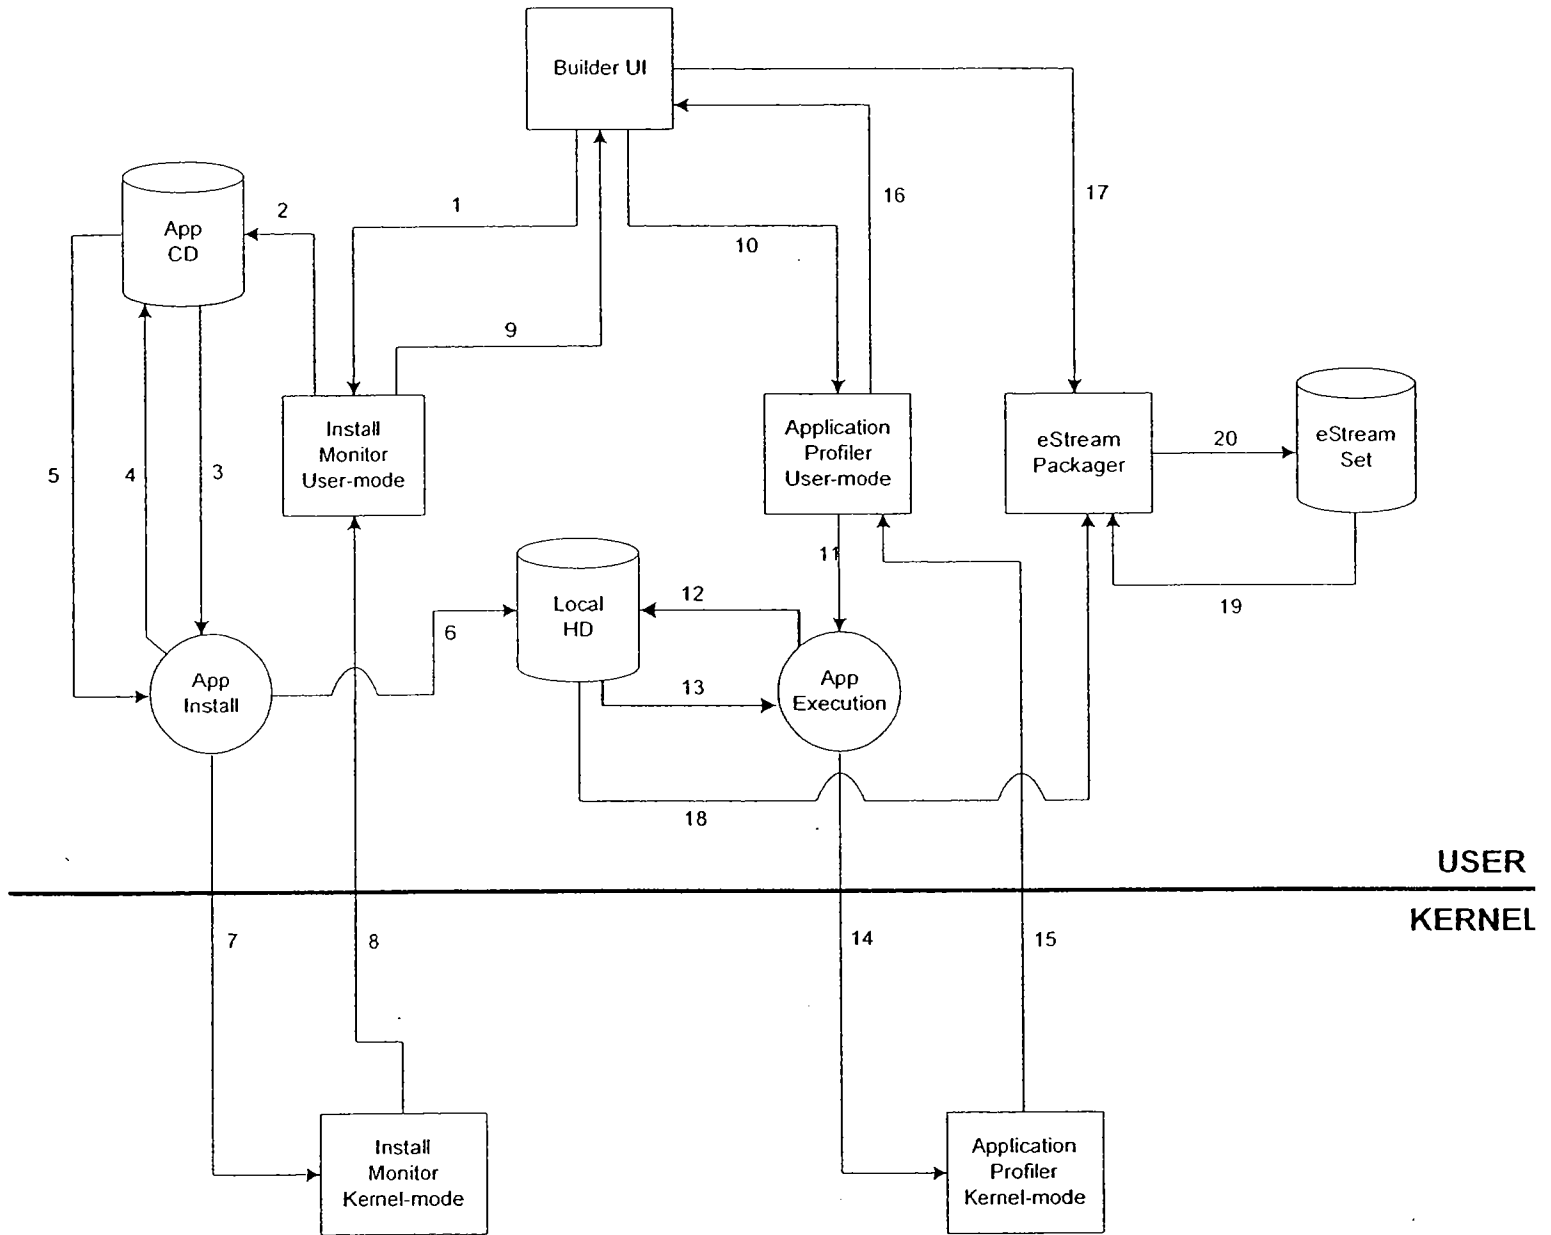 Builder UI
App
CD
2
1
10
16
17
9
Install
Monitor
User-mode
Application
Profiler
User-mode
eStream
Packager
20
eStream
Set
5
4
3
11
Local
HD
12
6
19
App
Install
13
App
Execution
18
USER
KERNEL
7
8
14
15
Install
Monitor
Kernel-mode
Application
Profiler
Kernel-mode